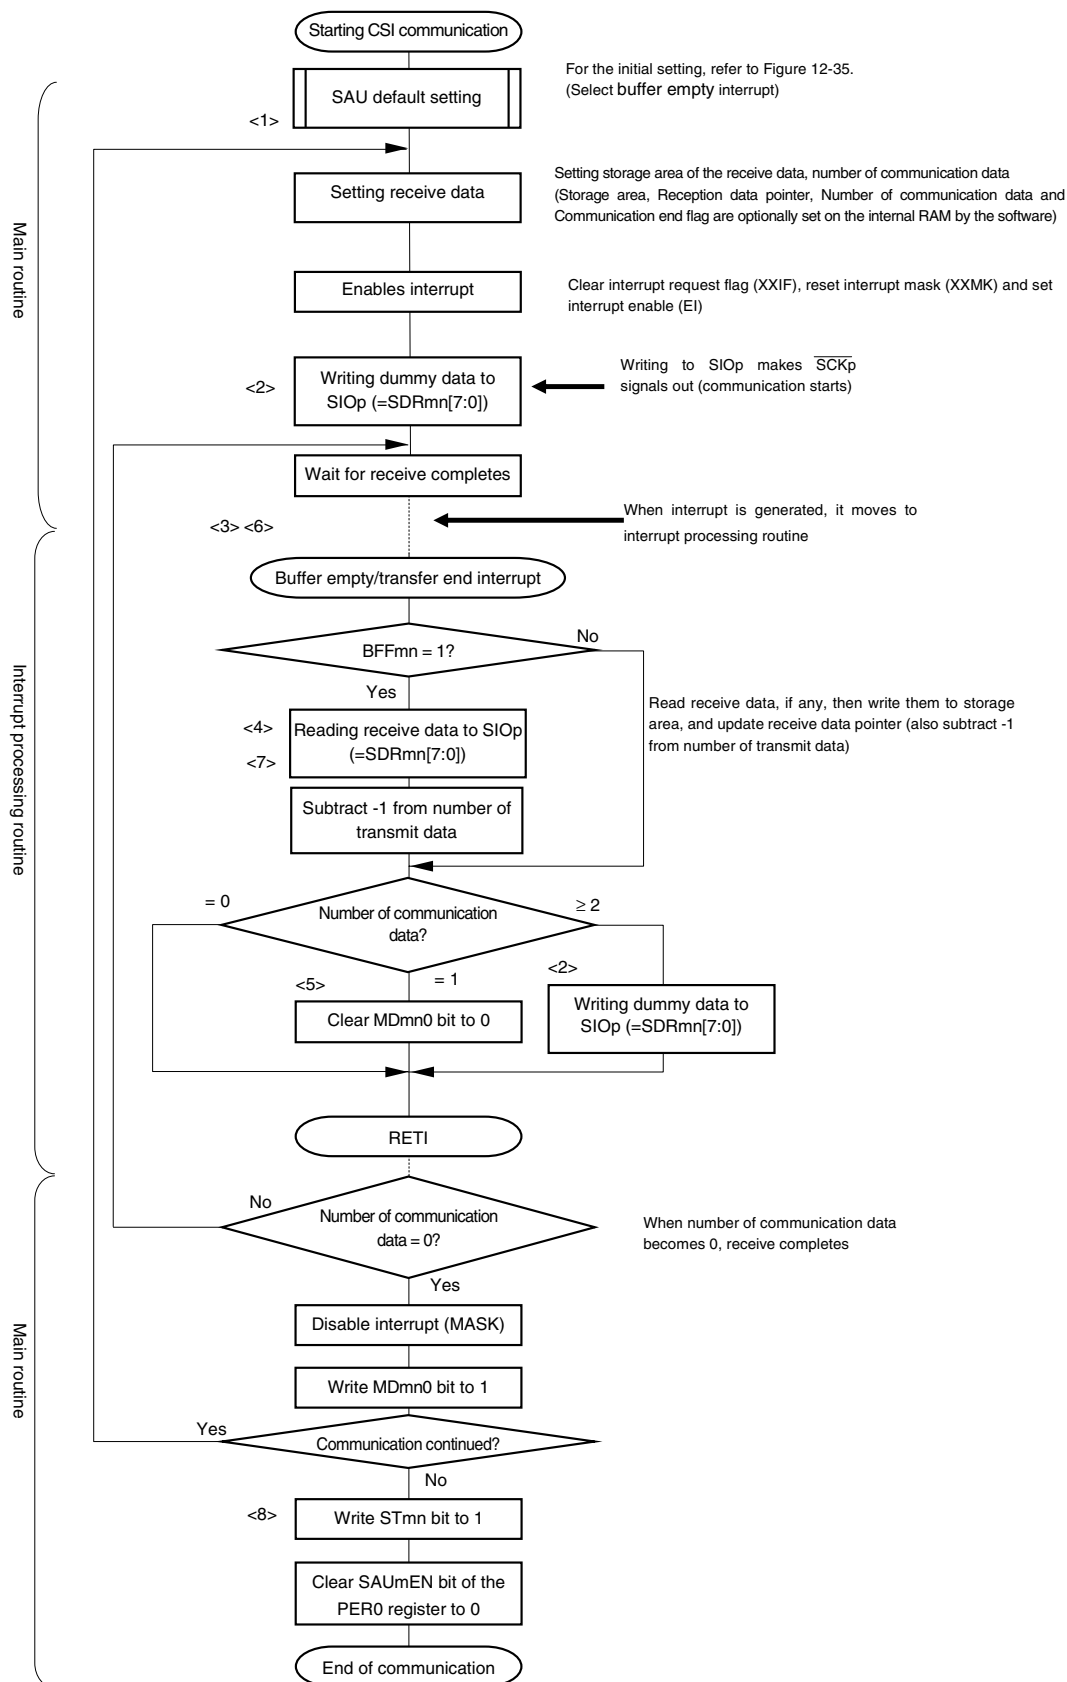 Starting CSI communication
For the initial setting, refer to Figure 12-35.
(Select buffer empty interrupt)
SAU default setting
<1>
Setting storage area of the receive data, number of communication data
(Storage area, Reception data pointer, Number of communication data and
Communication end flag are optionally set on the internal RAM by the software)
Setting receive data
Main routine
Enables interrupt
Clear interrupt request flag (XXIF), reset interrupt mask (XXMK) and set
interrupt enable (EI)
Writing to SIOp makes SCKp
signals out (communication starts)
<2>
Writing dummy data to
SIOp (=SDRmn[7:0])
Wait for receive completes
When interrupt is generated, it moves to
interrupt processing routine
<3> <6>
Buffer empty/transfer end interrupt
BFFmn = 1?
No
Yes
Interrupt processing routine
Read receive data, if any, then write them to storage
area, and update receive data pointer (also subtract -1
from number of transmit data)
<4>
<7>
Reading receive data to SIOp
(=SDRmn[7:0])
Subtract -1 from number of
transmit data
= 0
Number of communication
data?
≥ 2
= 1
<5>
Clear MDmn0 bit to 0
<2>
Writing dummy data to
SIOp (=SDRmn[7:0])
RETI
No
Number of communication
data = 0?
When number of communication data
becomes 0, receive completes
Yes
Main routine
Disable interrupt (MASK)
Write MDmn0 bit to 1
Yes
Communication continued?
No
<8>
Write STmn bit to 1
Clear SAUmEN bit of the
PER0 register to 0
End of communication